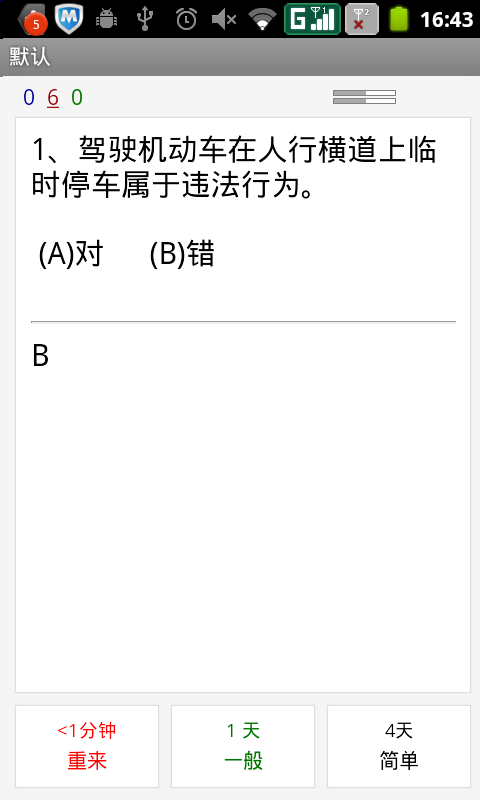 5 M G 1 2 16:43
默认
0 6 0
1、驾驶机动车在人行横道上临
时停车属于违法行为。
(A)对 (B)错
B
<1分钟 1 天 4天
重来 一般 简单